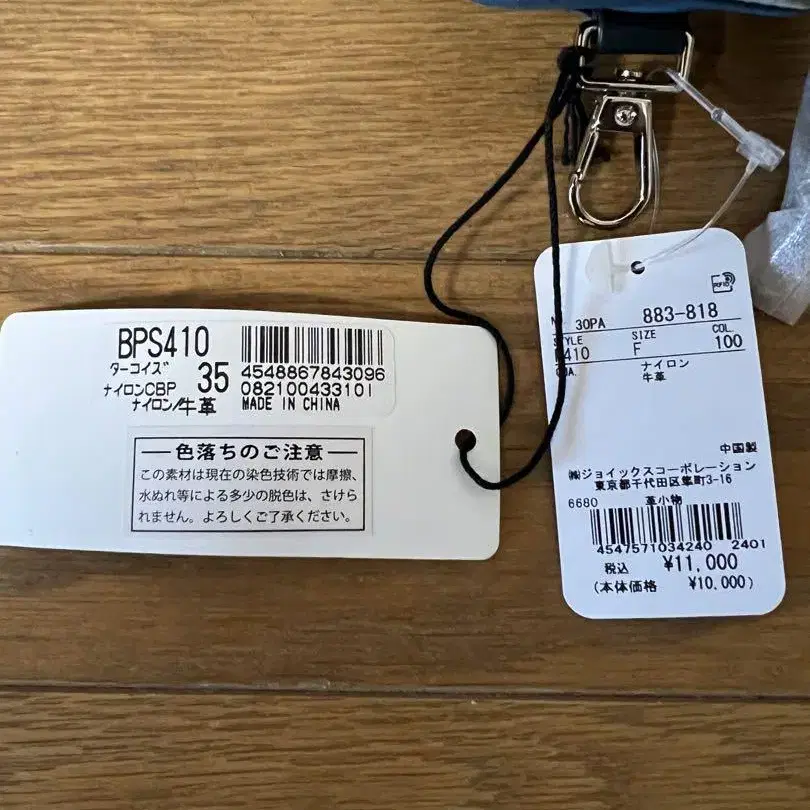 BPS410
ターコイズ 35
ナイロンCBP
ナイロン/牛革
4548867843096
082100433101
MADE IN CHINA
色落ちのご注意
この素材は現在の染色技術では摩擦、
水ぬれ等による多少の脱色は、さけら
れません。よろしくご了承ください。
30PA 883-818
STYLE SIZE COL.
410 F 100
ナイロン
牛革
中国製
㈱ジョイックスコーポレーション
東京都千代田区隼町3-16
6680 革小物
4547571034240 2401
税込 ¥11,000
(本体価格 ¥10,000)